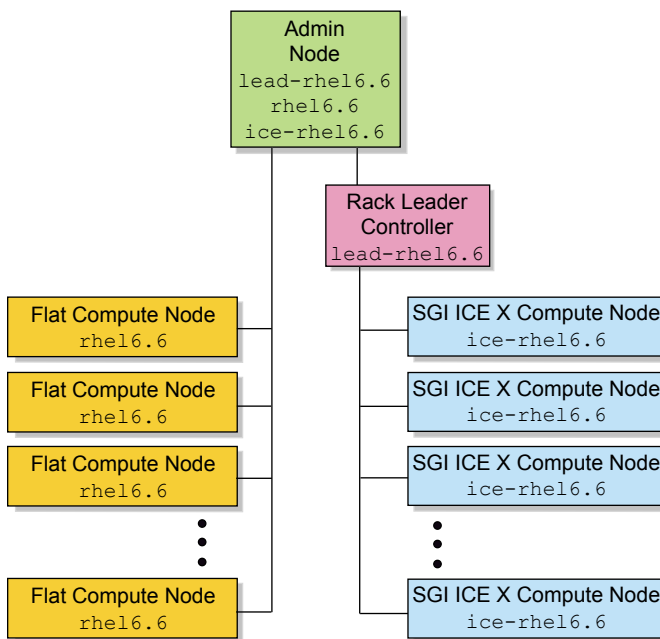 Admin
Node
lead-rhel6.6
rhel6.6
ice-rhel6.6
Rack Leader
Controller
lead-rhel6.6
Flat Compute Node
rhel6.6
SGI ICE X Compute Node
ice-rhel6.6
Flat Compute Node
rhel6.6
SGI ICE X Compute Node
ice-rhel6.6
Flat Compute Node
rhel6.6
SGI ICE X Compute Node
ice-rhel6.6
Flat Compute Node
rhel6.6
SGI ICE X Compute Node
ice-rhel6.6